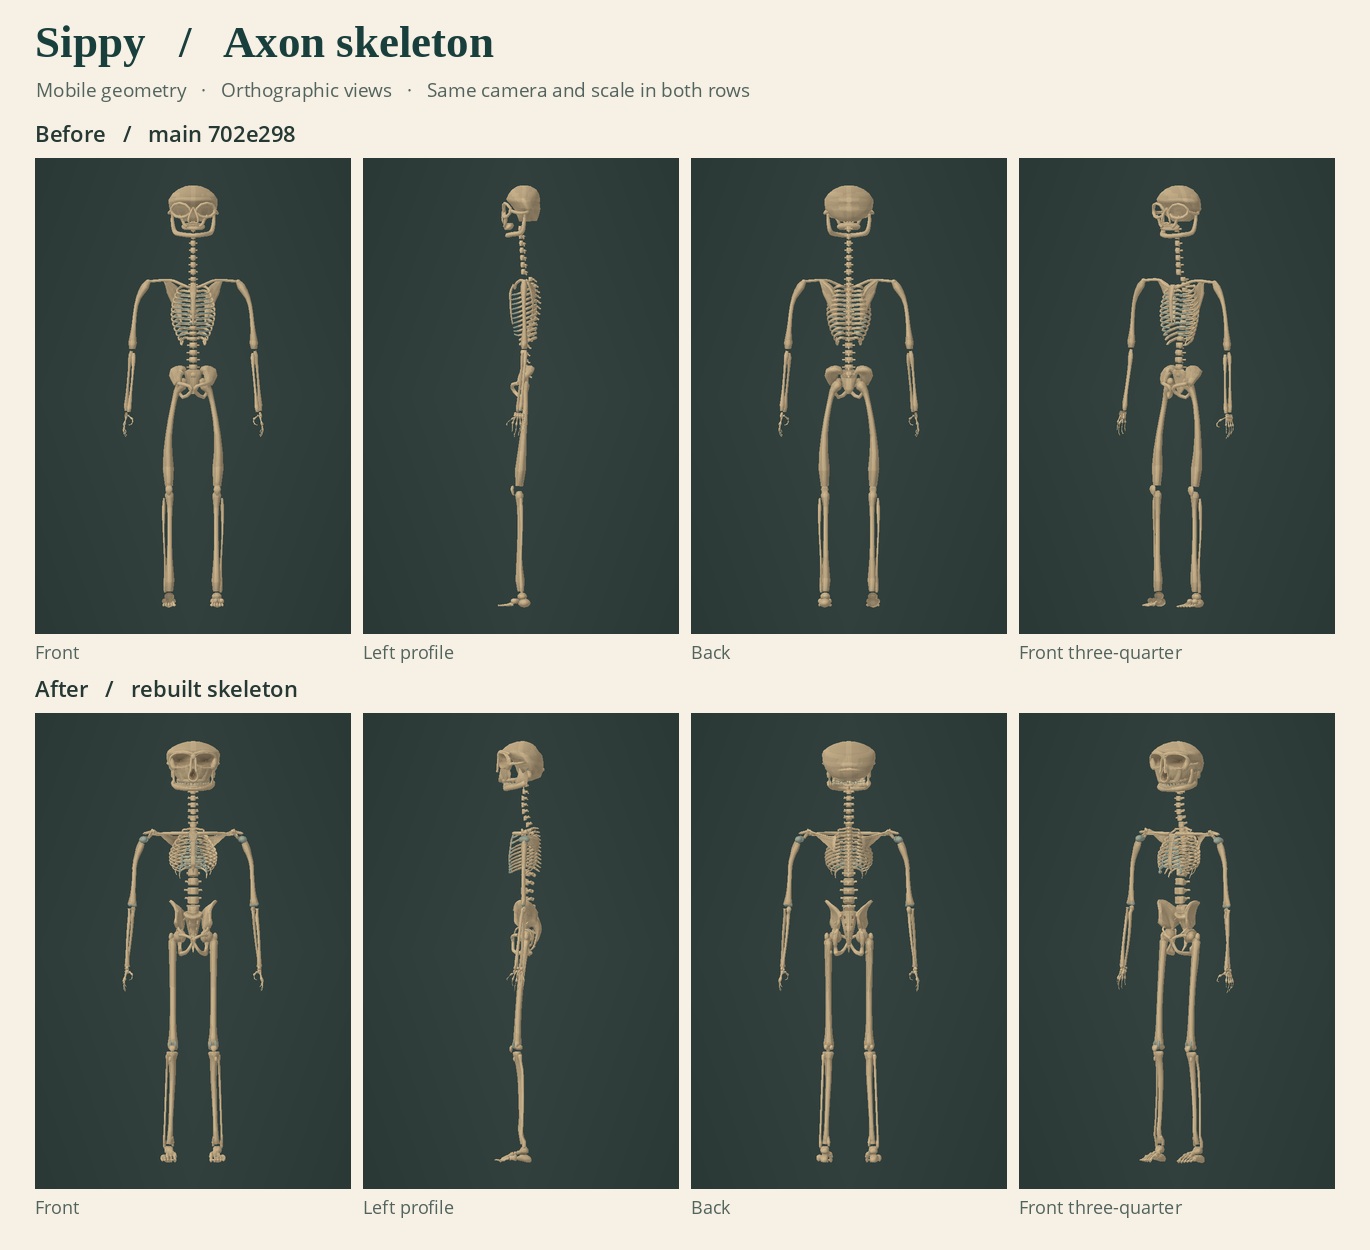 Sippy / Axon skeleton
Mobile geometry · Orthographic views · Same camera and scale in both rows
Before / main 702e298
Front
Left profile
Back
Front three-quarter
After / rebuilt skeleton
Front
Left profile
Back
Front three-quarter